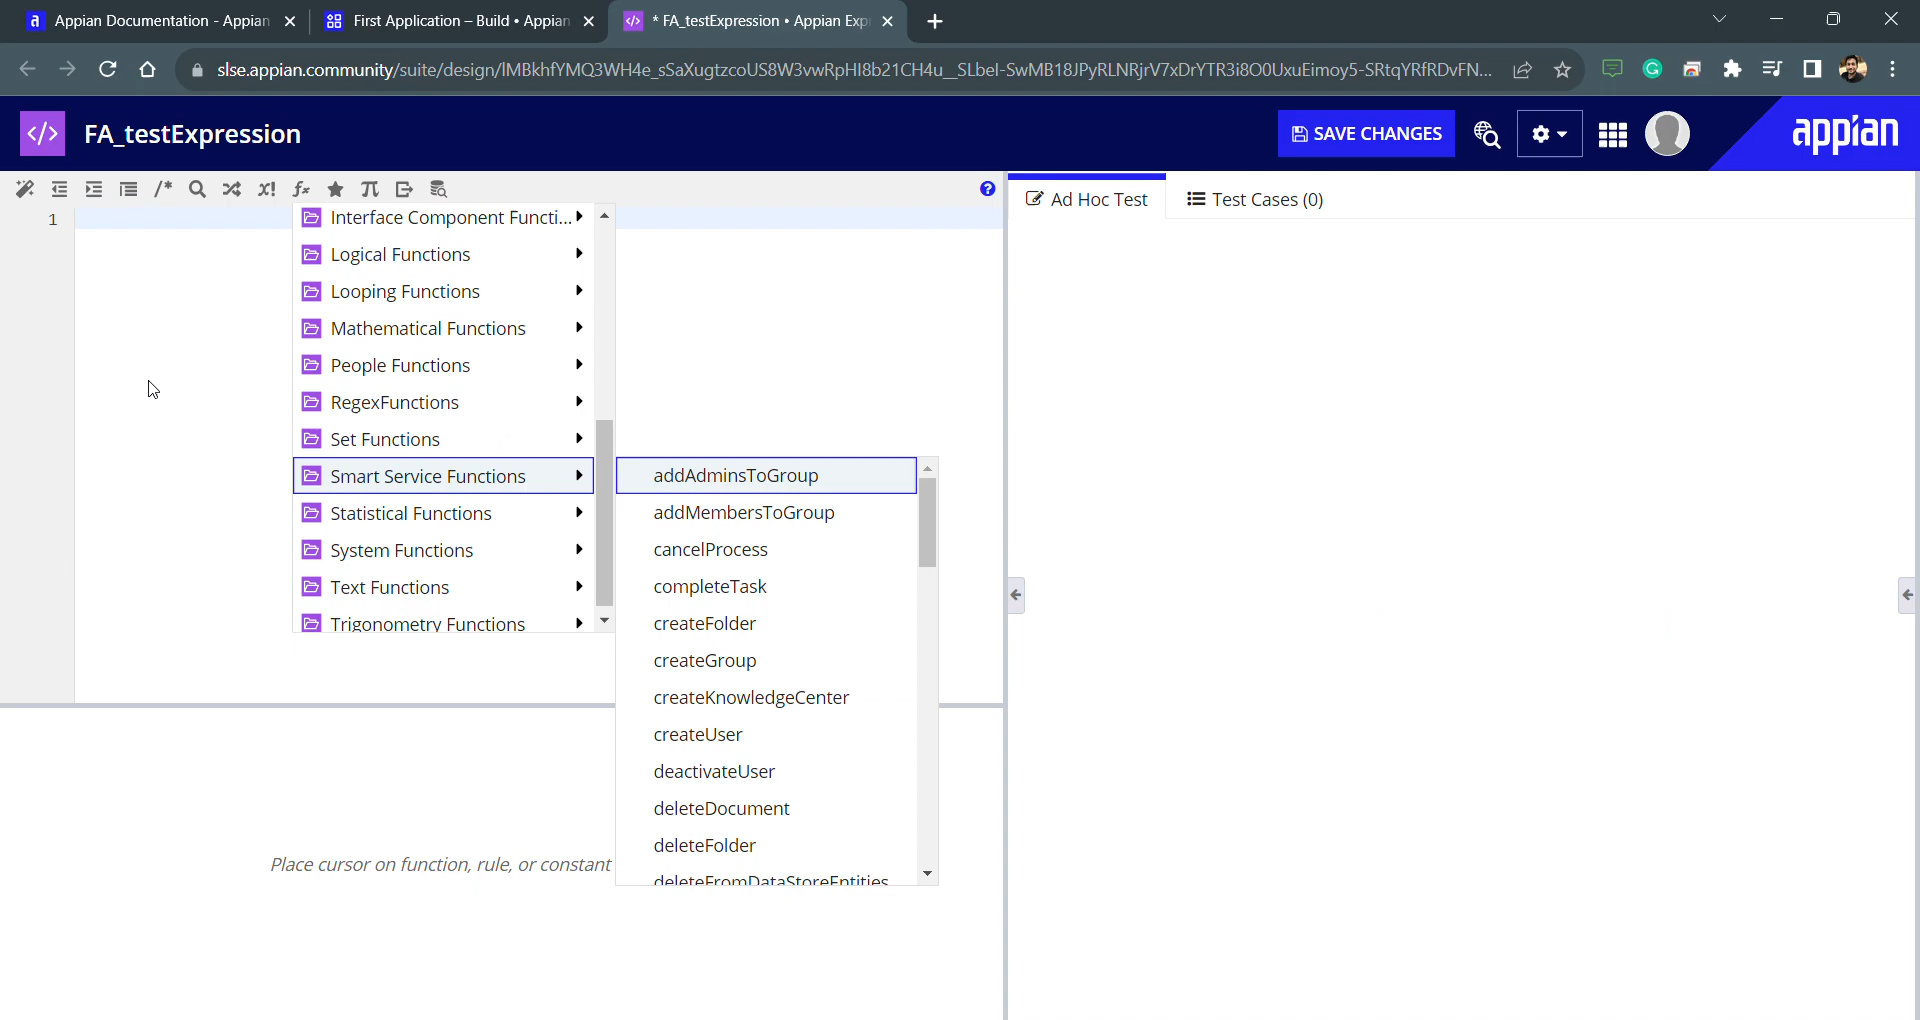 Appian Documentation - Appian
First Application – Build • Appian
* FA_testExpression • Appian Exp
slse.appian.community/suite/design/IMBkhfYMQ3WH4e_sSaXugtzcoUS8W3vwRpHI8b21CH4u__SLbeI-SwMB18JPyRLNRjrV7xDrYTR3i8O0UxuEimoy5-SRtqYRfRDvFN...
FA_testExpression
SAVE CHANGES
appian
Ad Hoc Test
Test Cases (0)
1
Interface Component Functi...
Logical Functions
Looping Functions
Mathematical Functions
People Functions
RegexFunctions
Set Functions
Smart Service Functions
Statistical Functions
System Functions
Text Functions
Trigonometry Functions
addAdminsToGroup
addMembersToGroup
cancelProcess
completeTask
createFolder
createGroup
createKnowledgeCenter
createUser
deactivateUser
deleteDocument
deleteFolder
deleteFromDataStoreEntities
Place cursor on function, rule, or constant